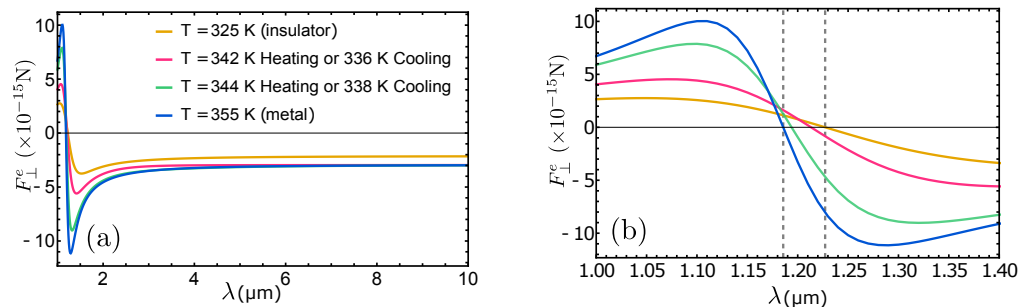 10
5
0
- 5
- 10
F⊥^e (×10⁻¹⁵N)
T = 325 K (insulator)
T = 342 K Heating or 336 K Cooling
T = 344 K Heating or 338 K Cooling
T = 355 K (metal)
(a)
2 4 6 8 10
λ(µm)
10
5
0
- 5
- 10
F⊥^e (×10⁻¹⁵N)
(b)
1.00 1.05 1.10 1.15 1.20 1.25 1.30 1.35 1.40
λ(µm)